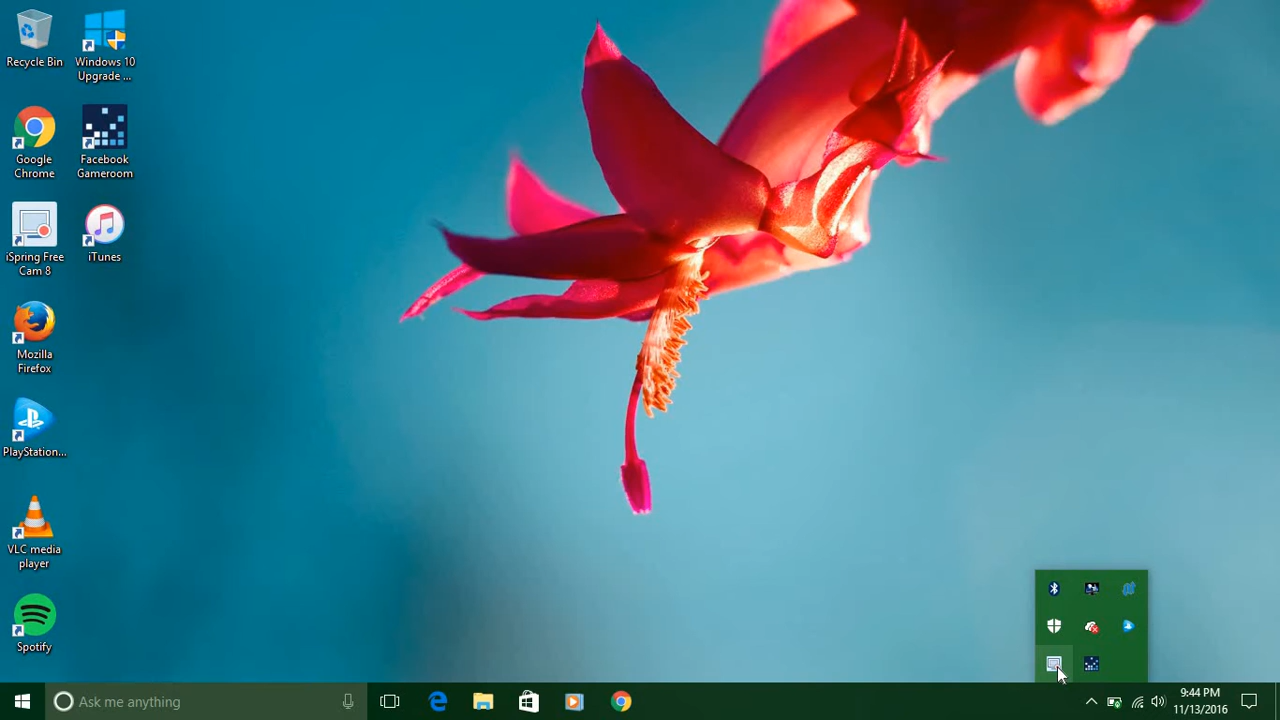 Recycle Bin
Windows 10
Upgrade ...
Google
Chrome
Facebook
Gameroom
iSpring Free
Cam 8
iTunes
Mozilla
Firefox
PlayStation...
VLC media
player
Spotify
Ask me anything
9:44 PM
11/13/2016